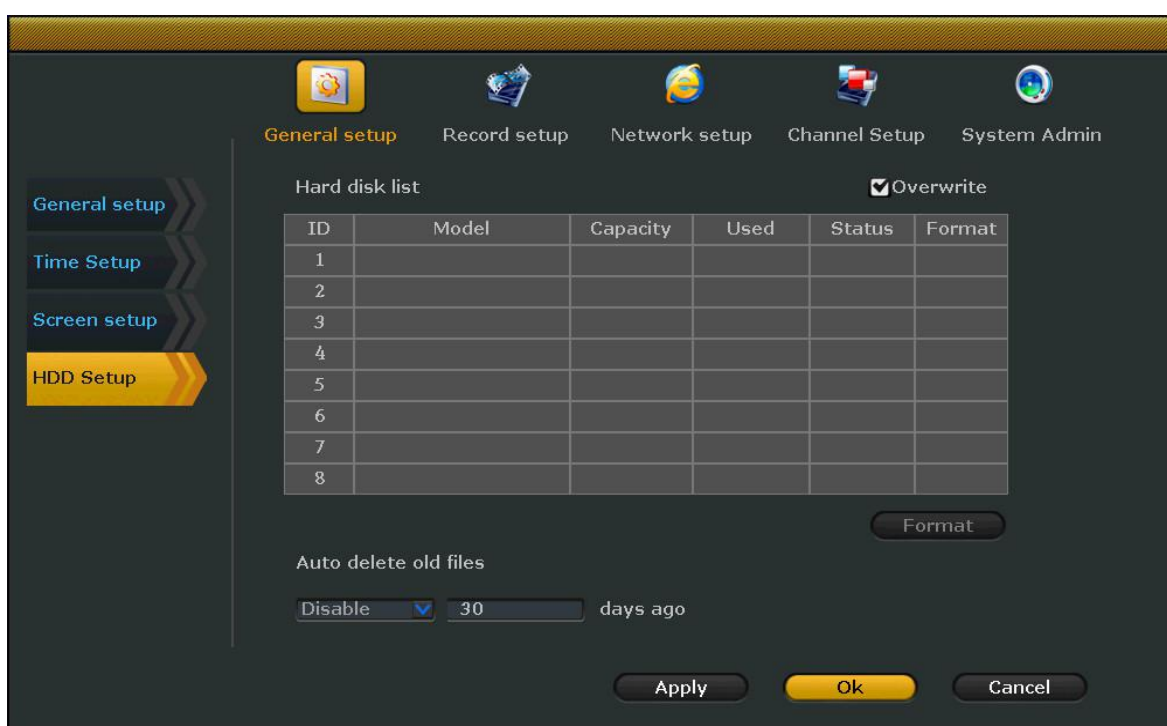 General setup Record setup Network setup Channel Setup System Admin
General setup
Time Setup
Screen setup
HDD Setup
Hard disk list Overwrite
ID Model Capacity Used Status Format
1
2
3
4
5
6
7
8
Format
Auto delete old files
Disable 30 days ago
Apply Ok Cancel